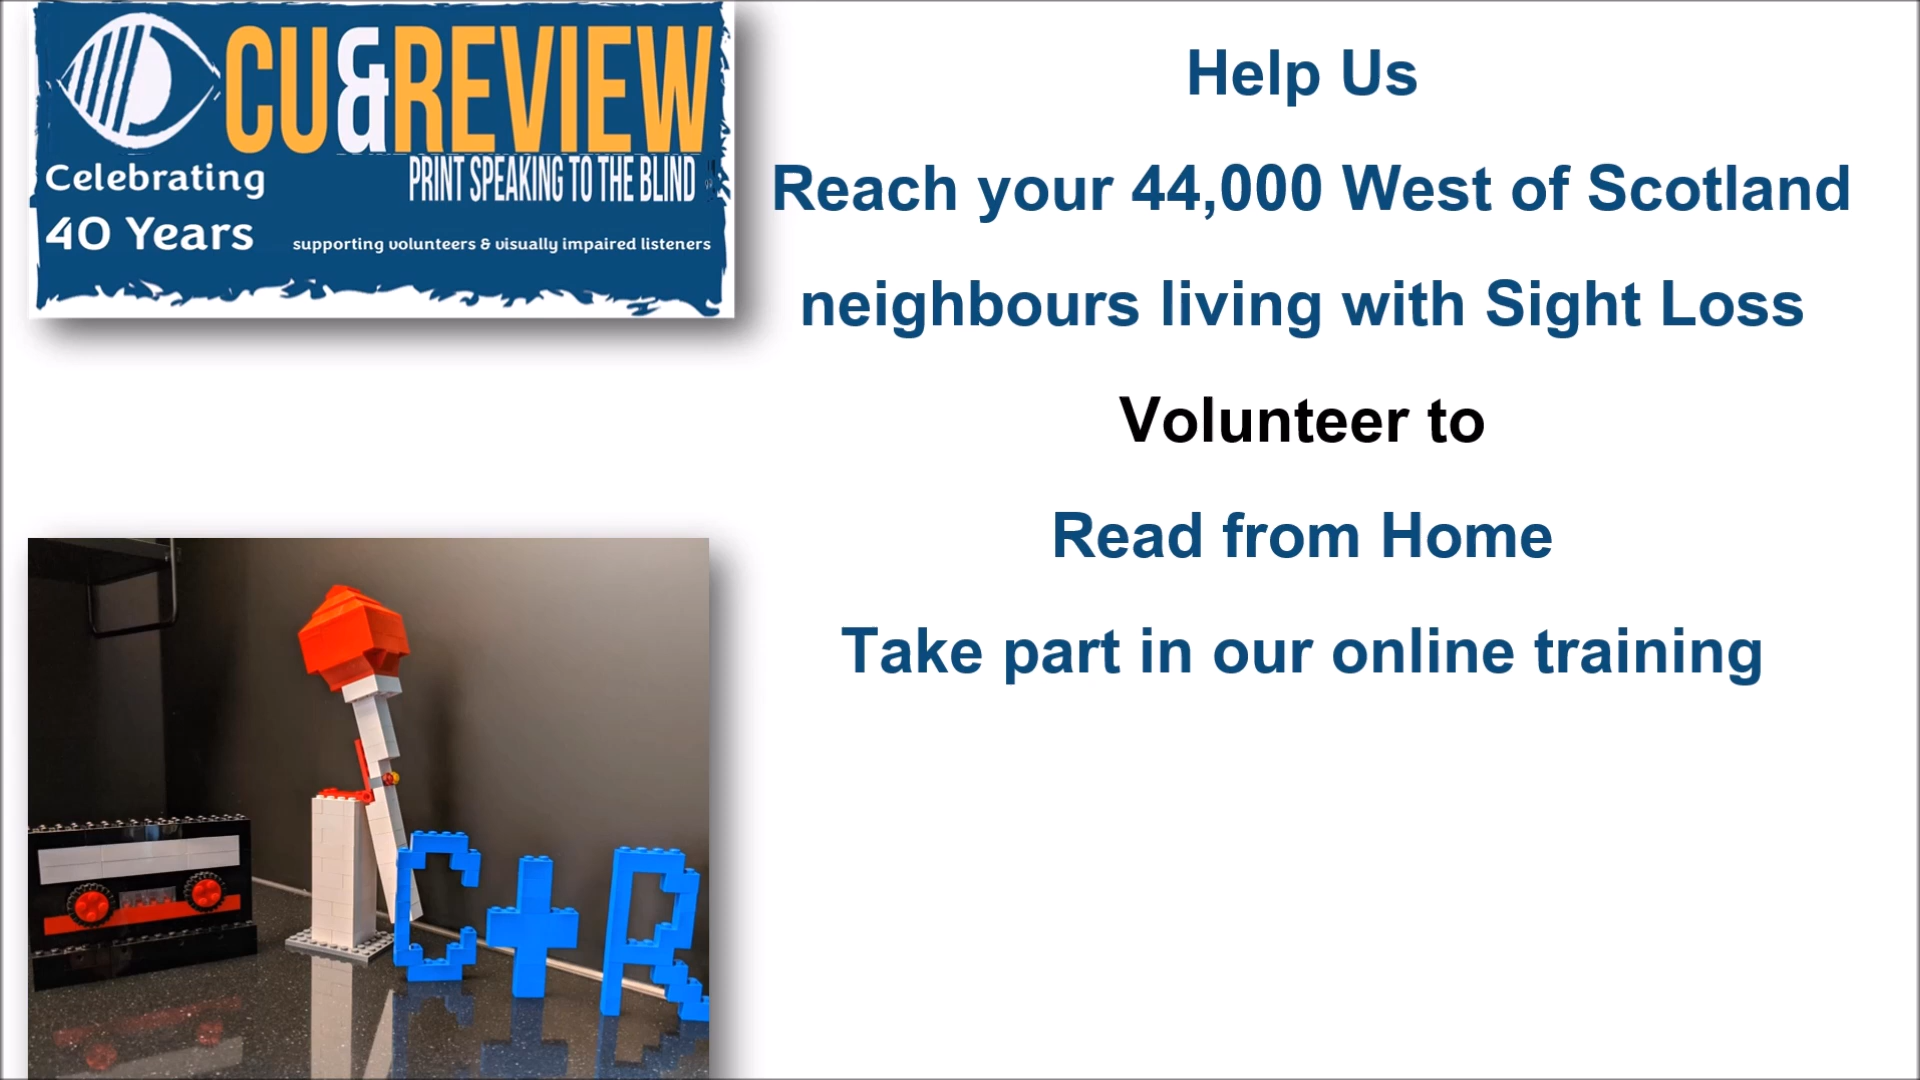 CU&REVIEW
PRINT SPEAKING TO THE BLIND
Celebrating
40 Years
supporting volunteers & visually impaired listeners
Help Us
Reach your 44,000 West of Scotland
neighbours living with Sight Loss
Volunteer to
Read from Home
Take part in our online training
C+R